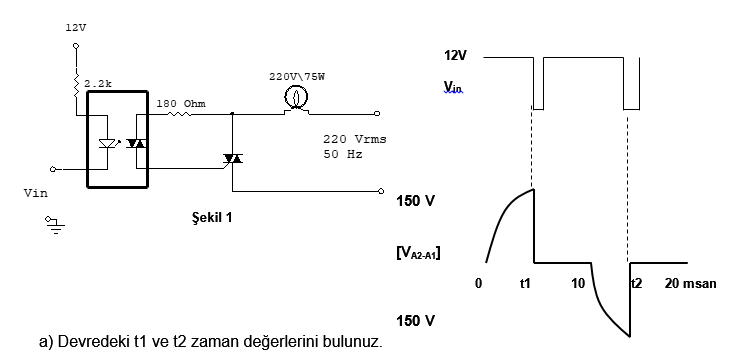 12V
2.2k
180 Ohm
220V\75W
220 Vrms
50 Hz
Vin
Şekil 1
12V
Vin
150 V
[VA2-A1]
0 t1 10 t2 20 msan
150 V
a) Devredeki t1 ve t2 zaman değerlerini bulunuz.